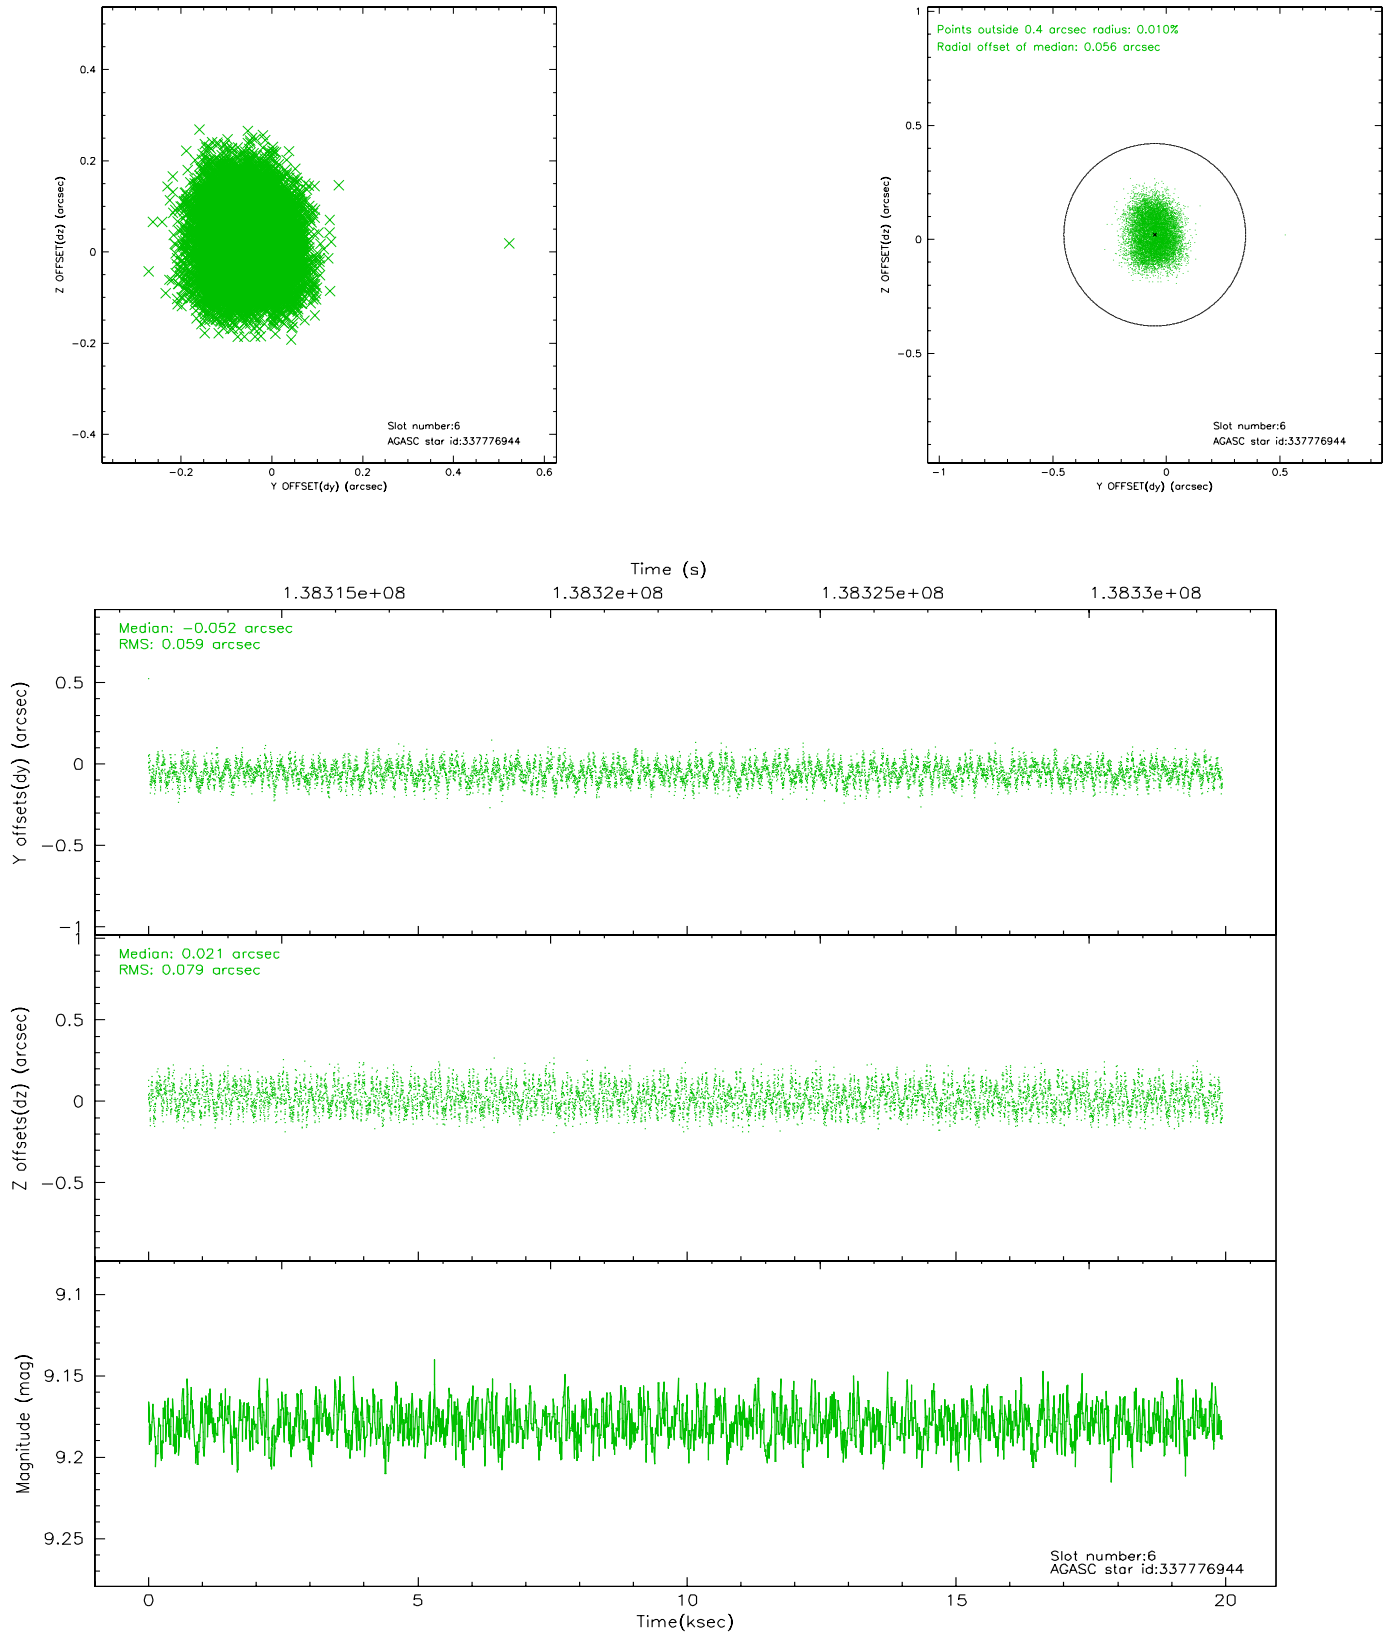 0.4
0.2
0
−0.2
−0.4
Z OFFSET(dz) (arcsec)
Slot number:6
AGASC star id:337776944
−0.2
0
0.2
0.4
0.6
Y OFFSET(dy) (arcsec)
Points outside 0.4 arcsec radius: 0.010%
Radial offset of median: 0.056 arcsec
1
0.5
0
−0.5
Z OFFSET(dz) (arcsec)
Slot number:6
AGASC star id:337776944
−1
−0.5
0
0.5
Y OFFSET(dy) (arcsec)
Time (s)
1.38315e+08
1.3832e+08
1.38325e+08
1.3833e+08
Median: −0.052 arcsec
RMS: 0.059 arcsec
0.5
0
−0.5
−1
Y offsets(dy) (arcsec)
Median: 0.021 arcsec
RMS: 0.079 arcsec
1
0.5
0
−0.5
Z offsets(dz) (arcsec)
9.1
9.15
9.2
9.25
Magnitude (mag)
Slot number:6
AGASC star id:337776944
0
5
10
15
20
Time(ksec)